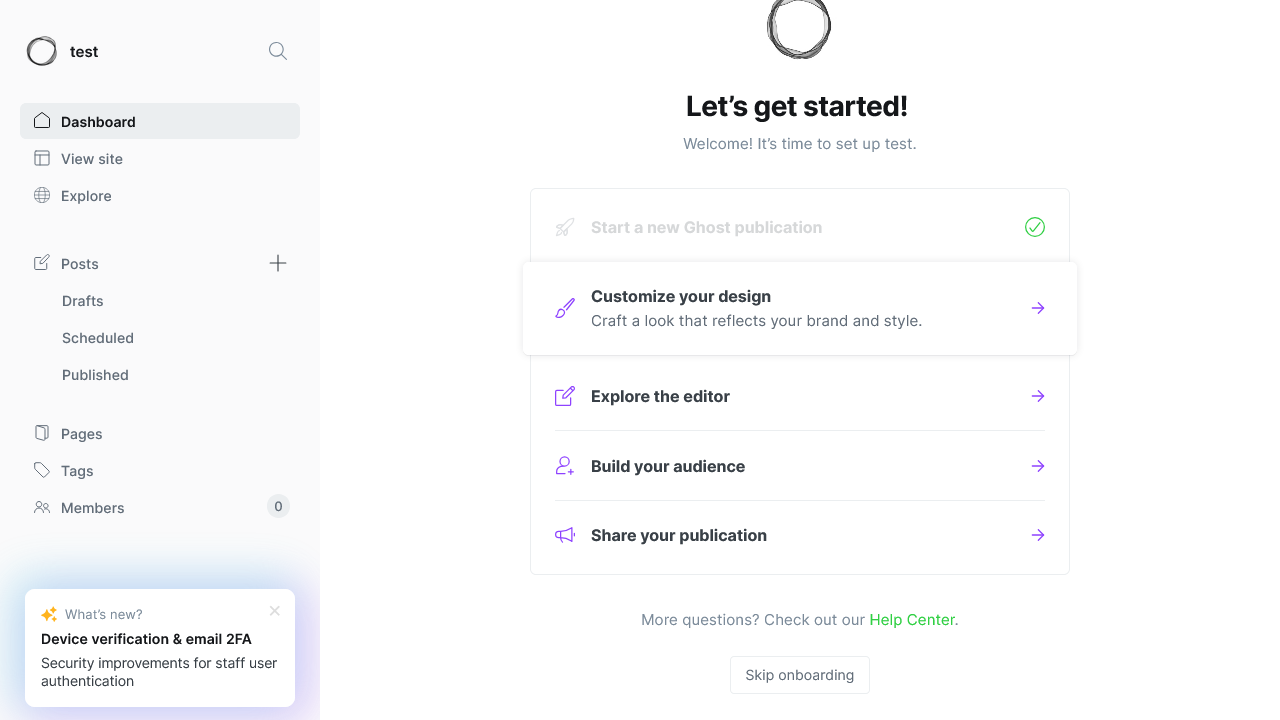 test
Dashboard
View site
Explore
Posts
Drafts
Scheduled
Published
Pages
Tags
Members
0
What's new?
Device verification & email 2FA
Security improvements for staff user
authentication
Let's get started!
Welcome! It's time to set up test.
Start a new Ghost publication
Customize your design
Craft a look that reflects your brand and style.
Explore the editor
Build your audience
Share your publication
More questions? Check out our Help Center.
Skip onboarding